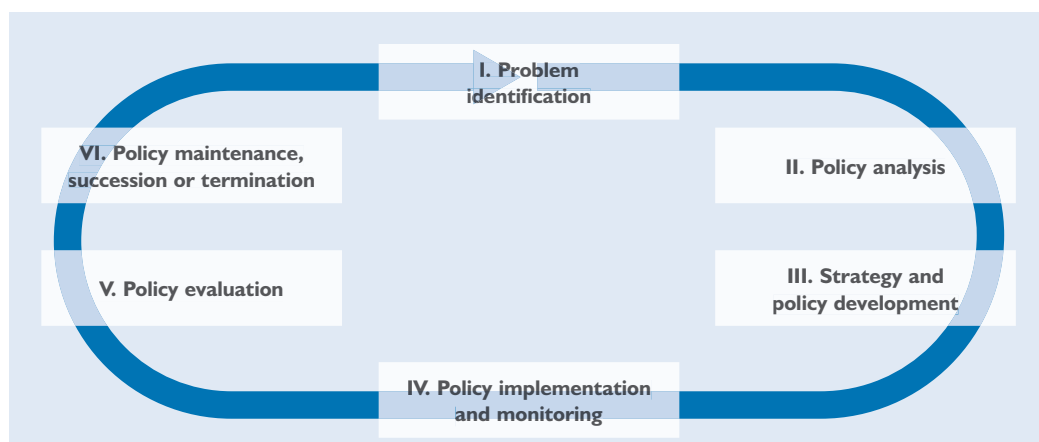 I. Problem
identification
II. Policy analysis
III. Strategy and
policy development
IV. Policy implementation
and monitoring
V. Policy evaluation
VI. Policy maintenance,
succession or termination